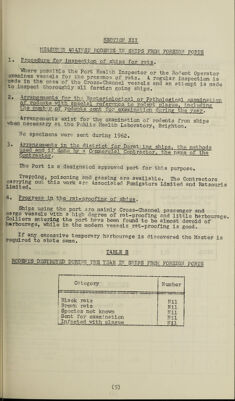 SECTION XII
MEASURES AGAINST RODENTS IN SHIPS FROM FOREIGN PORTS
1. Procedure for inspection of ships for rats.
Where possible the Port Health Inspector or the Rodent Operator
examines vessels for the presence of rats. A regular inspection is
made in the case of the Cross-Channel vessels and an attempt is made
to inspect thoroughly all foreign going ships.
2. Arrangements for the Bacteriological or Pathological examination
of rodents with special reference to rodent plague, including
the number of rodents sent for examination during the year.
Arrangements exist for the examination of rodents from ships
when necessary at the Public Health Laboratory, Brighton.
No specimens were sent during 1962.
3. Arrangements in the district for Deratting ships, the methods
used and if done by a Commercial Contractor, the name of the
Contractor.
The Port is a designated approved port for this purpose.
Trapping, poisoning and gassing are available. The Contractors
carrying out this work are Associated Fumigators Limited and Ratsouris
Limited.
4. Progress in the rat-proofing of ships.
Ships using the port are mainly Cross-Channel passenger and
cargo vessels with a high degree of rot-proofing and little harbourage.
Colliers entering the port have been found to be almost devoid of
harbourage, while in the modern vessels rat-proofing is good.
If any excessive temporary harbourage is discovered the Master is
required to abate same.
TABLE E
RODENTS DESTROYED DURING THE YEAR IN SHIPS FROM FOREIGN PORTS
Category Number
Black rats Nil
Brown rats Nil
Species not known Nil
Sent for examination Nil
Infected with plague Nil
(9)